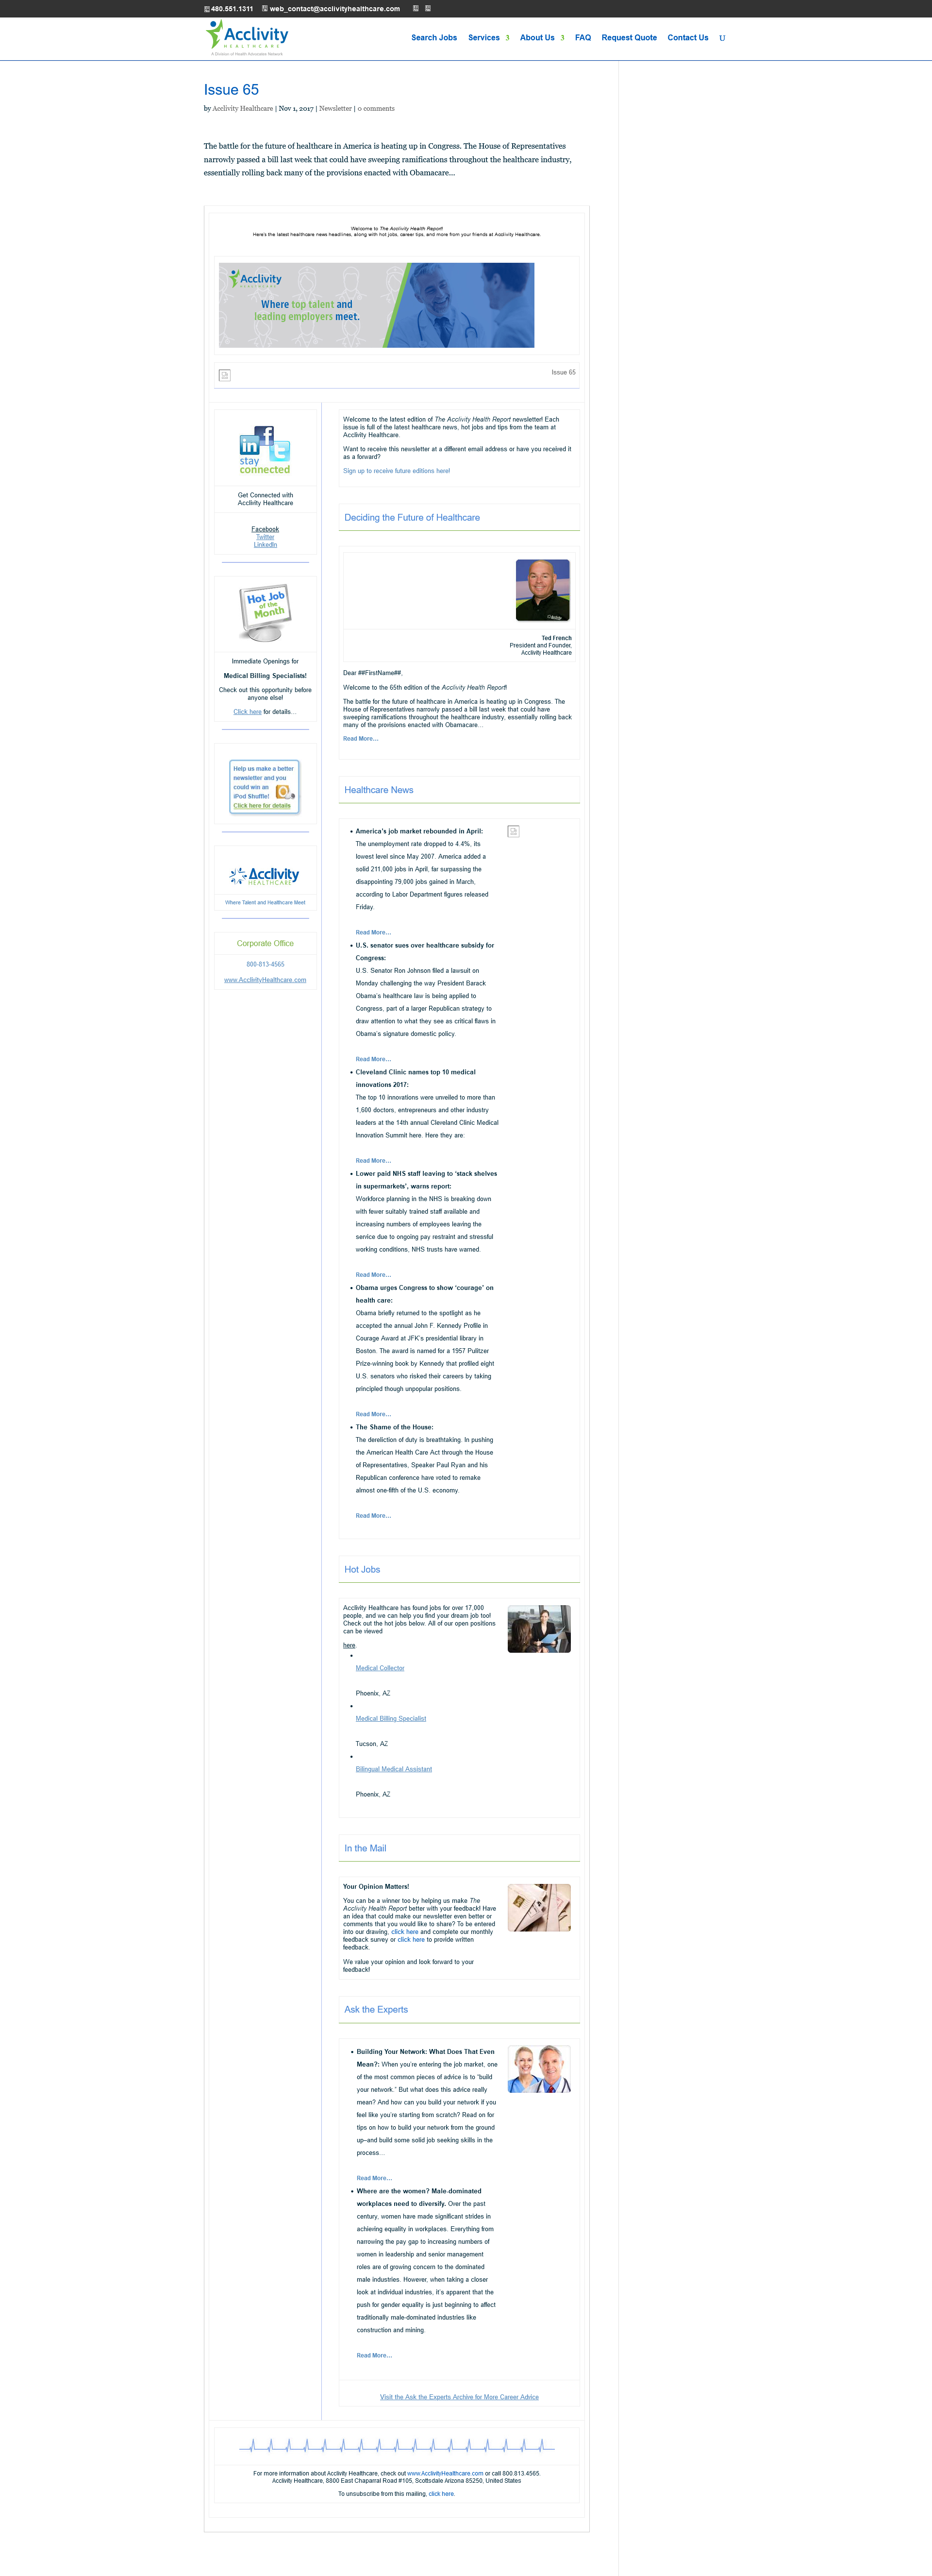 480.551.1311 web_contact@acclivityhealthcare.com
Acclivity
HEALTHCARE
A Division of Health Advocates Network
Search Jobs Services 3 About Us 3 FAQ Request Quote Contact Us U
Issue 65
by Acclivity Healthcare | Nov 1, 2017 | Newsletter | 0 comments
The battle for the future of healthcare in America is heating up in Congress. The House of Representatives
narrowly passed a bill last week that could have sweeping ramifications throughout the healthcare industry,
essentially rolling back many of the provisions enacted with Obamacare…
Welcome to The Acclivity Health Report!
Here's the latest healthcare news headlines, along with hot jobs, career tips, and more from your friends at Acclivity Healthcare.
Acclivity
HEALTHCARE
Where top talent and
leading employers meet.
Issue 65
stay
connected
Get Connected with
Acclivity Healthcare
Facebook
Twitter
LinkedIn
Hot Job
of the
Month
Immediate Openings for
Medical Billing Specialists!
Check out this opportunity before
anyone else!
Click here for details…
Help us make a better
newsletter and you
could win an
iPod Shuffle!
Click here for details
Acclivity
HEALTHCARE
Where Talent and Healthcare Meet
Corporate Office
800-813-4565
www.AcclivityHealthcare.com
Welcome to the latest edition of The Acclivity Health Report newsletter! Each
issue is full of the latest healthcare news, hot jobs and tips from the team at
Acclivity Healthcare.
Want to receive this newsletter at a different email address or have you received it
as a forward?
Sign up to receive future editions here!
Deciding the Future of Healthcare
Ted French
President and Founder,
Acclivity Healthcare
Dear ##FirstName##,
Welcome to the 65th edition of the Acclivity Health Report!
The battle for the future of healthcare in America is heating up in Congress. The
House of Representatives narrowly passed a bill last week that could have
sweeping ramifications throughout the healthcare industry, essentially rolling back
many of the provisions enacted with Obamacare…
Read More…
Healthcare News
• America's job market rebounded in April:
The unemployment rate dropped to 4.4%, its
lowest level since May 2007. America added a
solid 211,000 jobs in April, far surpassing the
disappointing 79,000 jobs gained in March,
according to Labor Department figures released
Friday.
Read More…
• U.S. senator sues over healthcare subsidy for
Congress:
U.S. Senator Ron Johnson filed a lawsuit on
Monday challenging the way President Barack
Obama's healthcare law is being applied to
Congress, part of a larger Republican strategy to
draw attention to what they see as critical flaws in
Obama's signature domestic policy.
Read More…
• Cleveland Clinic names top 10 medical
innovations 2017:
The top 10 innovations were unveiled to more than
1,600 doctors, entrepreneurs and other industry
leaders at the 14th annual Cleveland Clinic Medical
Innovation Summit here. Here they are:
Read More…
• Lower paid NHS staff leaving to 'stack shelves
in supermarkets', warns report:
Workforce planning in the NHS is breaking down
with fewer suitably trained staff available and
increasing numbers of employees leaving the
service due to ongoing pay restraint and stressful
working conditions, NHS trusts have warned.
Read More…
• Obama urges Congress to show 'courage' on
health care:
Obama briefly returned to the spotlight as he
accepted the annual John F. Kennedy Profile in
Courage Award at JFK's presidential library in
Boston. The award is named for a 1957 Pulitzer
Prize-winning book by Kennedy that profiled eight
U.S. senators who risked their careers by taking
principled though unpopular positions.
Read More…
• The Shame of the House:
The dereliction of duty is breathtaking. In pushing
the American Health Care Act through the House
of Representatives, Speaker Paul Ryan and his
Republican conference have voted to remake
almost one-fifth of the U.S. economy.
Read More…
Hot Jobs
Acclivity Healthcare has found jobs for over 17,000
people, and we can help you find your dream job too!
Check out the hot jobs below. All of our open positions
can be viewed
here.
•
Medical Collector
Phoenix, AZ
•
Medical Billing Specialist
Tucson, AZ
•
Bilingual Medical Assistant
Phoenix, AZ
In the Mail
Your Opinion Matters!
You can be a winner too by helping us make The
Acclivity Health Report better with your feedback! Have
an idea that could make our newsletter even better or
comments that you would like to share? To be entered
into our drawing, click here and complete our monthly
feedback survey or click here to provide written
feedback.
We value your opinion and look forward to your
feedback!
Ask the Experts
• Building Your Network: What Does That Even
Mean?: When you're entering the job market, one
of the most common pieces of advice is to “build
your network.” But what does this advice really
mean? And how can you build your network if you
feel like you're starting from scratch? Read on for
tips on how to build your network from the ground
up–and build some solid job seeking skills in the
process…
Read More…
• Where are the women? Male-dominated
workplaces need to diversify. Over the past
century, women have made significant strides in
achieving equality in workplaces. Everything from
narrowing the pay gap to increasing numbers of
women in leadership and senior management
roles are of growing concern to the dominated
male industries. However, when taking a closer
look at individual industries, it's apparent that the
push for gender equality is just beginning to affect
traditionally male-dominated industries like
construction and mining.
Read More…
Visit the Ask the Experts Archive for More Career Advice
For more information about Acclivity Healthcare, check out www.AcclivityHealthcare.com or call 800.813.4565.
Acclivity Healthcare, 8800 East Chaparral Road #105, Scottsdale Arizona 85250, United States
To unsubscribe from this mailing, click here.